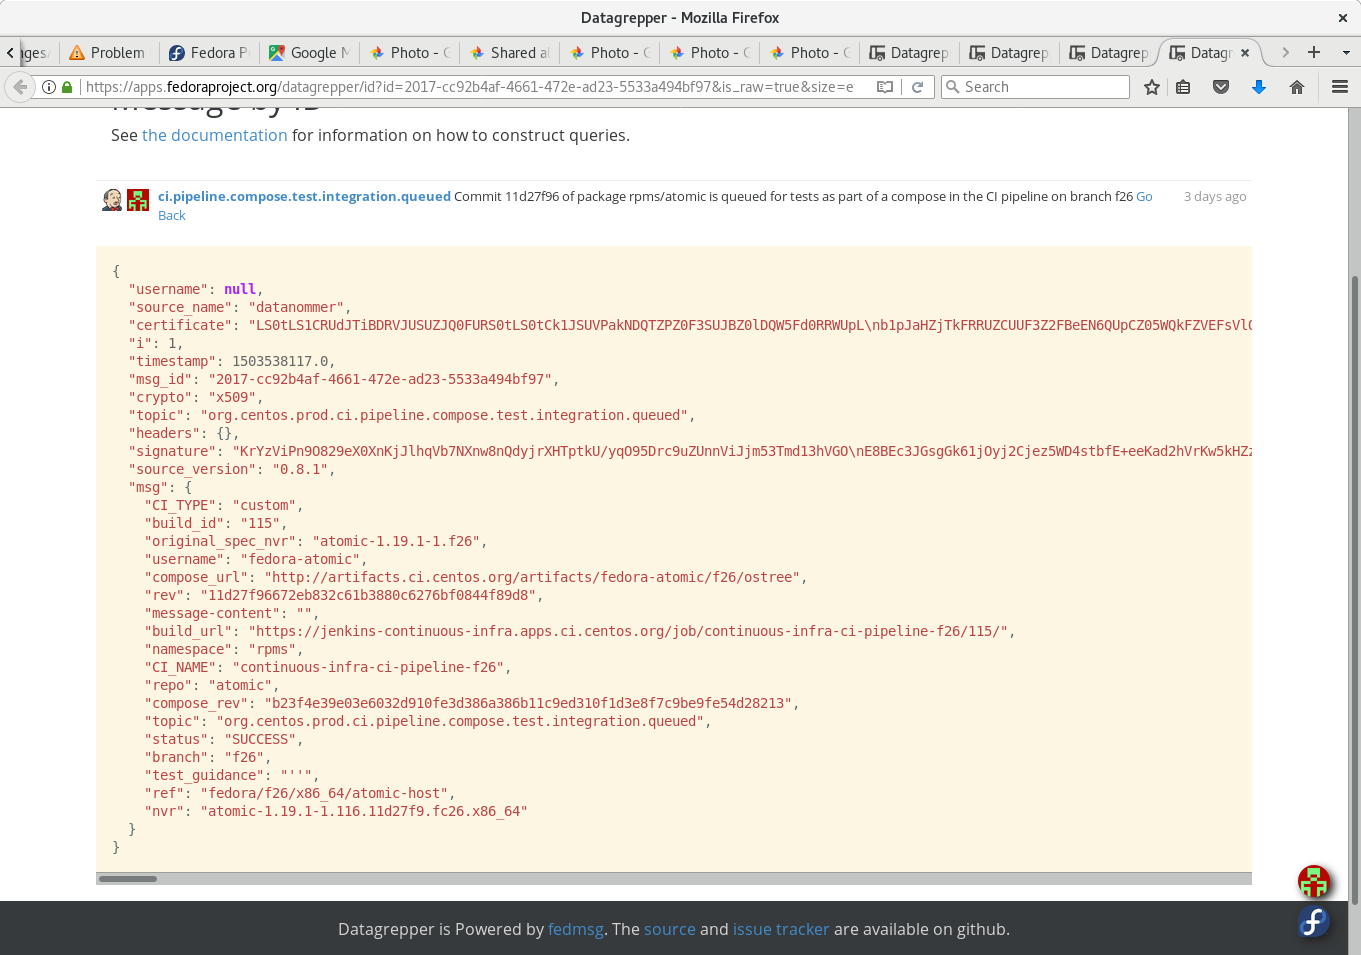 Datagrepper - Mozilla Firefox
ges/ Problem Fedora P Google M Photo - G Shared al Photo - G Photo - G Photo - G Datagrep Datagrep Datagrep Datagr
https://apps.fedoraproject.org/datagrepper/id?id=2017-cc92b4af-4661-472e-ad23-5533a494bf97&is_raw=true&size=e Search
Message by ID
See the documentation for information on how to construct queries.
ci.pipeline.compose.test.integration.queued Commit 11d27f96 of package rpms/atomic is queued for tests as part of a compose in the CI pipeline on branch f26 Go 3 days ago
Back
{
"username": null,
"source_name": "datanommer",
"certificate": "LS0tLS1CRUdJTiBDRVJUSUZJQ0FURS0tLS0tCk1JSUVPakNDQTZPZ0F3SUJBZ0lDQW5Fd0RRWUpL\nb1pJaHZjTkFRRUZCUUF3Z2FBeEN6QUpCZ05WQkFZVEFsVlQ
"i": 1,
"timestamp": 1503538117.0,
"msg_id": "2017-cc92b4af-4661-472e-ad23-5533a494bf97",
"crypto": "x509",
"topic": "org.centos.prod.ci.pipeline.compose.test.integration.queued",
"headers": {},
"signature": "KrYzViPn9O829eX0XnKjJlhqVb7NXnw8nQdyjrXHTptkU/yqO95Drc9uZUnnViJjm53Tmd13hVGO\nE8BEc3JGsgGk61jOyj2Cjez5WD4stbfE+eeKad2hVrKw5kHZz
"source_version": "0.8.1",
"msg": {
"CI_TYPE": "custom",
"build_id": "115",
"original_spec_nvr": "atomic-1.19.1-1.f26",
"username": "fedora-atomic",
"compose_url": "http://artifacts.ci.centos.org/artifacts/fedora-atomic/f26/ostree",
"rev": "11d27f96672eb832c61b3880c6276bf0844f89d8",
"message-content": "",
"build_url": "https://jenkins-continuous-infra.apps.ci.centos.org/job/continuous-infra-ci-pipeline-f26/115/",
"namespace": "rpms",
"CI_NAME": "continuous-infra-ci-pipeline-f26",
"repo": "atomic",
"compose_rev": "b23f4e39e03e6032d910fe3d386a386b11c9ed310f1d3e8f7c9be9fe54d28213",
"topic": "org.centos.prod.ci.pipeline.compose.test.integration.queued",
"status": "SUCCESS",
"branch": "f26",
"test_guidance": "''",
"ref": "fedora/f26/x86_64/atomic-host",
"nvr": "atomic-1.19.1-1.116.11d27f9.fc26.x86_64"
}
}
Datagrepper is Powered by fedmsg. The source and issue tracker are available on github.